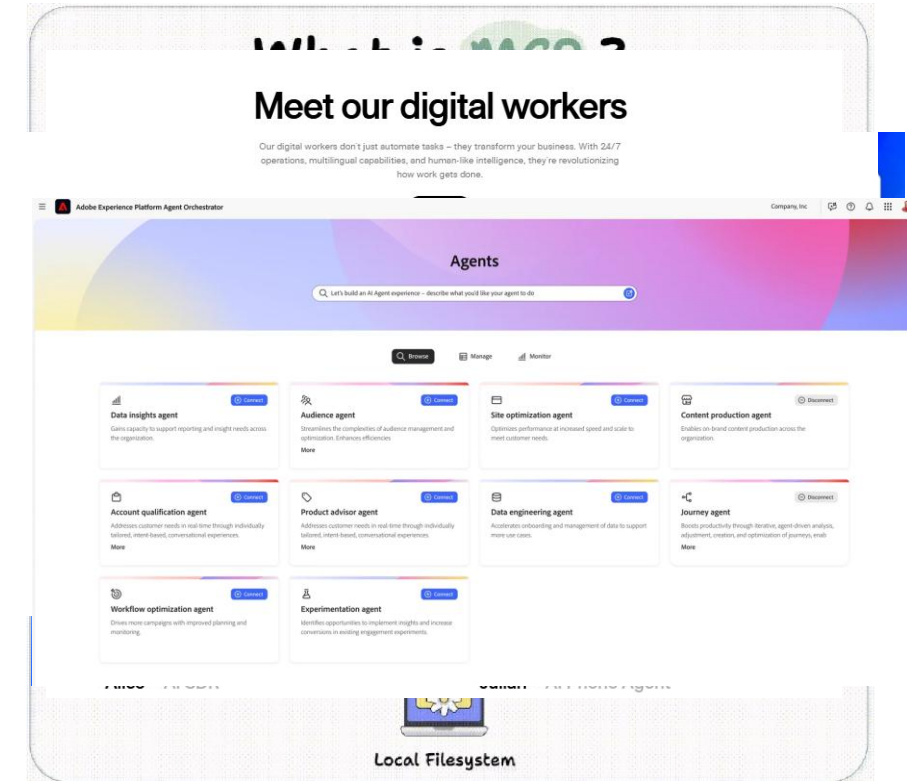 What is MCP ?
Meet our digital workers
Our digital workers don't just automate tasks – they transform your business. With 24/7
operations, multilingual capabilities, and human-like intelligence, they're revolutionizing
how work gets done.
Adobe Experience Platform Agent Orchestrator
Company, Inc
Agents
Let's build an AI Agent experience – describe what you'd like your agent to do
Browse
Manage
Monitor
Connect
Data insights agent
Gains capacity to support reporting and insight needs across
the organization.
Connect
Audience agent
Streamlines the complexities of audience management and
optimization. Enhances efficiencies
More
Connect
Site optimization agent
Optimizes performance at increased speed and scale to
meet customer needs.
Disconnect
Content production agent
Enables on-brand content production across the
organization.
Connect
Account qualification agent
Addresses customer needs in real-time through individually
tailored, intent-based, conversational experiences.
More
Connect
Product advisor agent
Addresses customer needs in real-time through individually
tailored, intent-based, conversational experiences
More
Connect
Data engineering agent
Accelerates onboarding and management of data to support
more use cases.
Disconnect
Journey agent
Boosts productivity through iterative, agent-driven analysis,
adjustment, creation, and optimization of journeys, enab
More
Connect
Workflow optimization agent
Drives more campaigns with improved planning and
monitoring.
Connect
Experimentation agent
Identifies opportunities to implement insights and increase
conversions in existing engagement experiments.
Local Filesystem